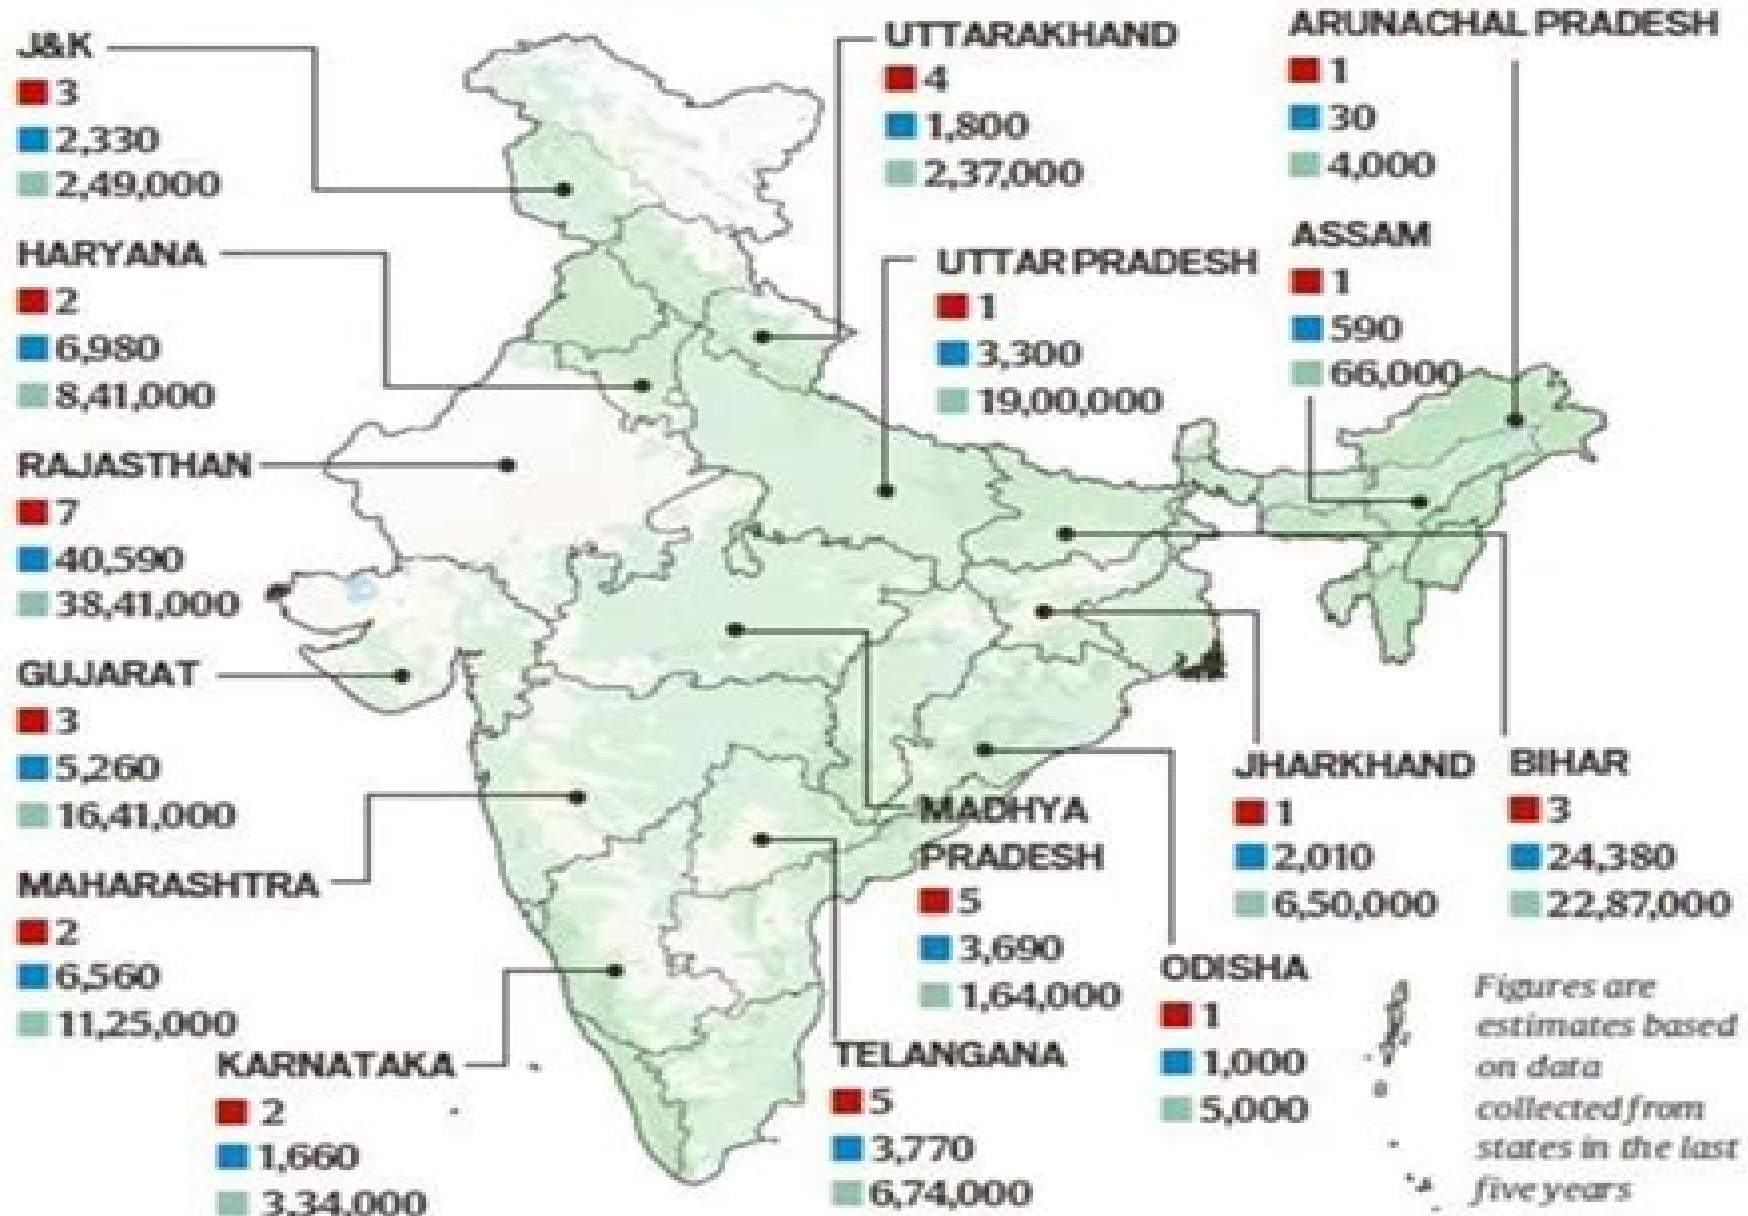 J&K
3
2,330
2,49,000
HARYANA
2
6,980
8,41,000
RAJASTHAN
7
40,590
38,41,000
GUJARAT
3
5,260
16,41,000
MAHARASHTRA
2
6,560
11,25,000
KARNATAKA
2
1,660
3,34,000
UTTARAKHAND
4
1,800
2,37,000
UTTAR PRADESH
1
3,300
19,00,000
ARUNACHAL PRADESH
1
30
4,000
ASSAM
1
590
66,000
MADHYA
PRADESH
5
3,690
1,64,000
TELANGANA
5
3,770
6,74,000
ODISHA
1
1,000
5,000
JHARKHAND
1
2,010
6,50,000
BIHAR
3
24,380
22,87,000
Figures are
estimates based
on data
collected from
states in the last
five years